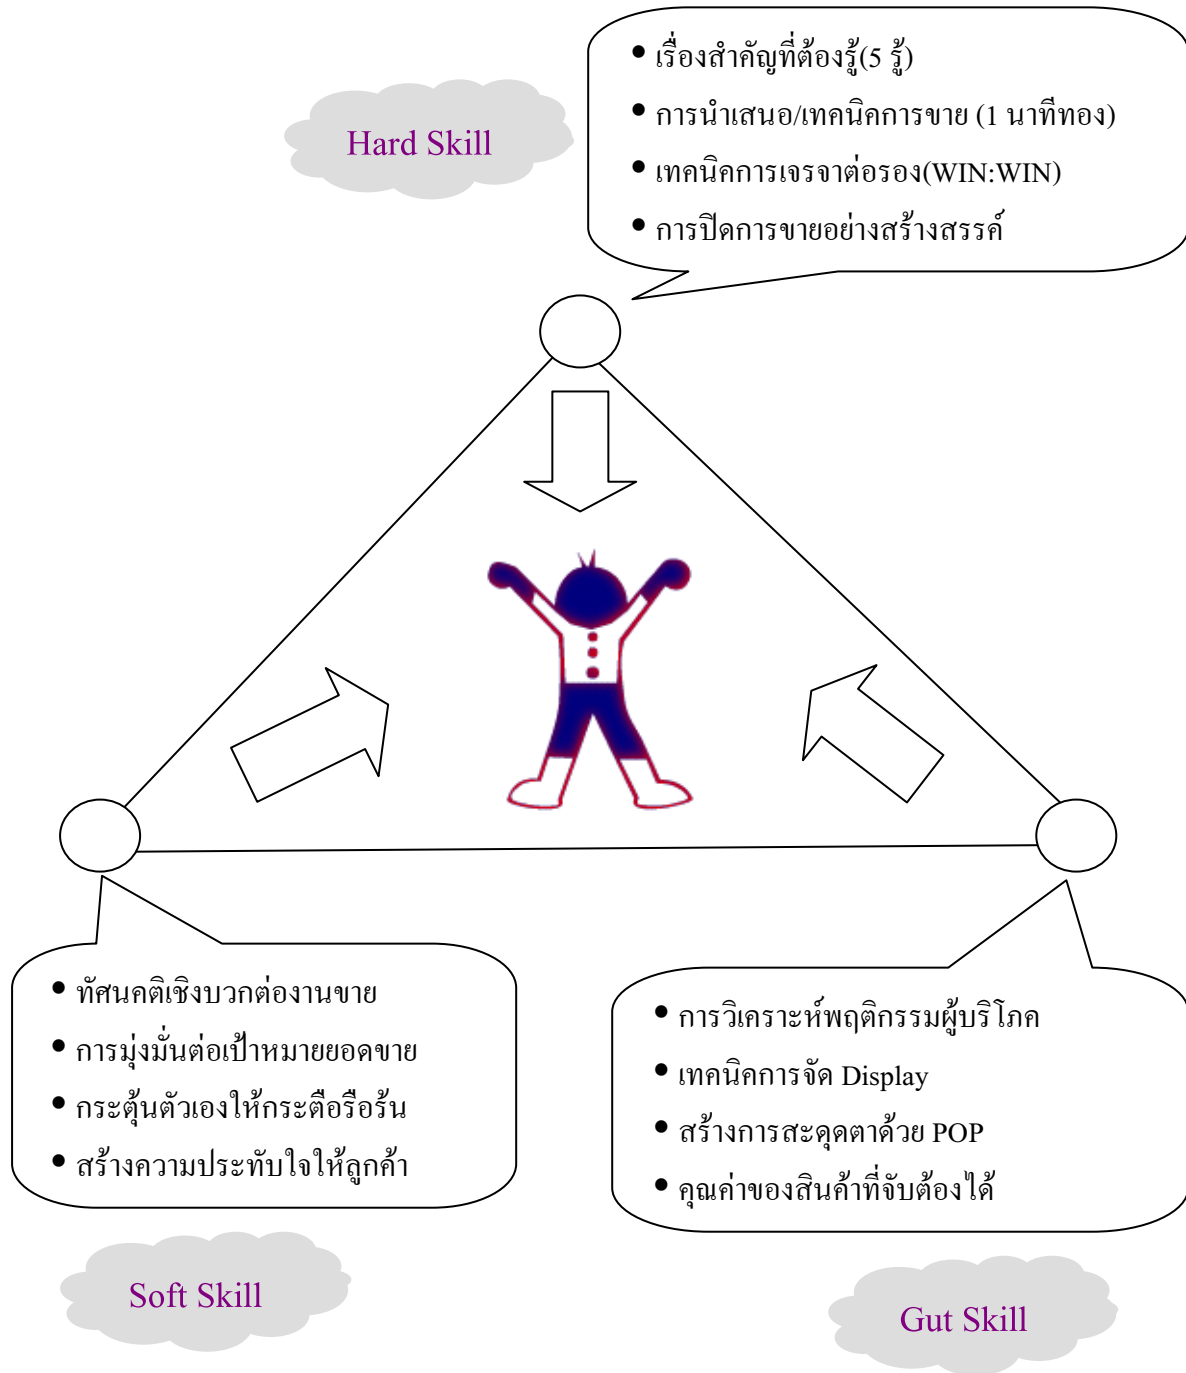 Hard Skill
• เรื่องสำคัญที่ต้องรู้(5 รู้)
• การนำเสนอ/เทคนิคการขาย (1 นาทีทอง)
• เทคนิคการเจรจาต่อรอง(WIN:WIN)
• การปิดการขายอย่างสร้างสรรค์
• ทัศนคติเชิงบวกต่องานขาย
• การมุ่งมั่นต่อเป้าหมายยอดขาย
• กระตุ้นตัวเองให้กระตือรือร้น
• สร้างความประทับใจให้ลูกค้า
Soft Skill
• การวิเคราะห์พฤติกรรมผู้บริโภค
• เทคนิคการจัด Display
• สร้างการสะดุดตาด้วย POP
• คุณค่าของสินค้าที่จับต้องได้
Gut Skill